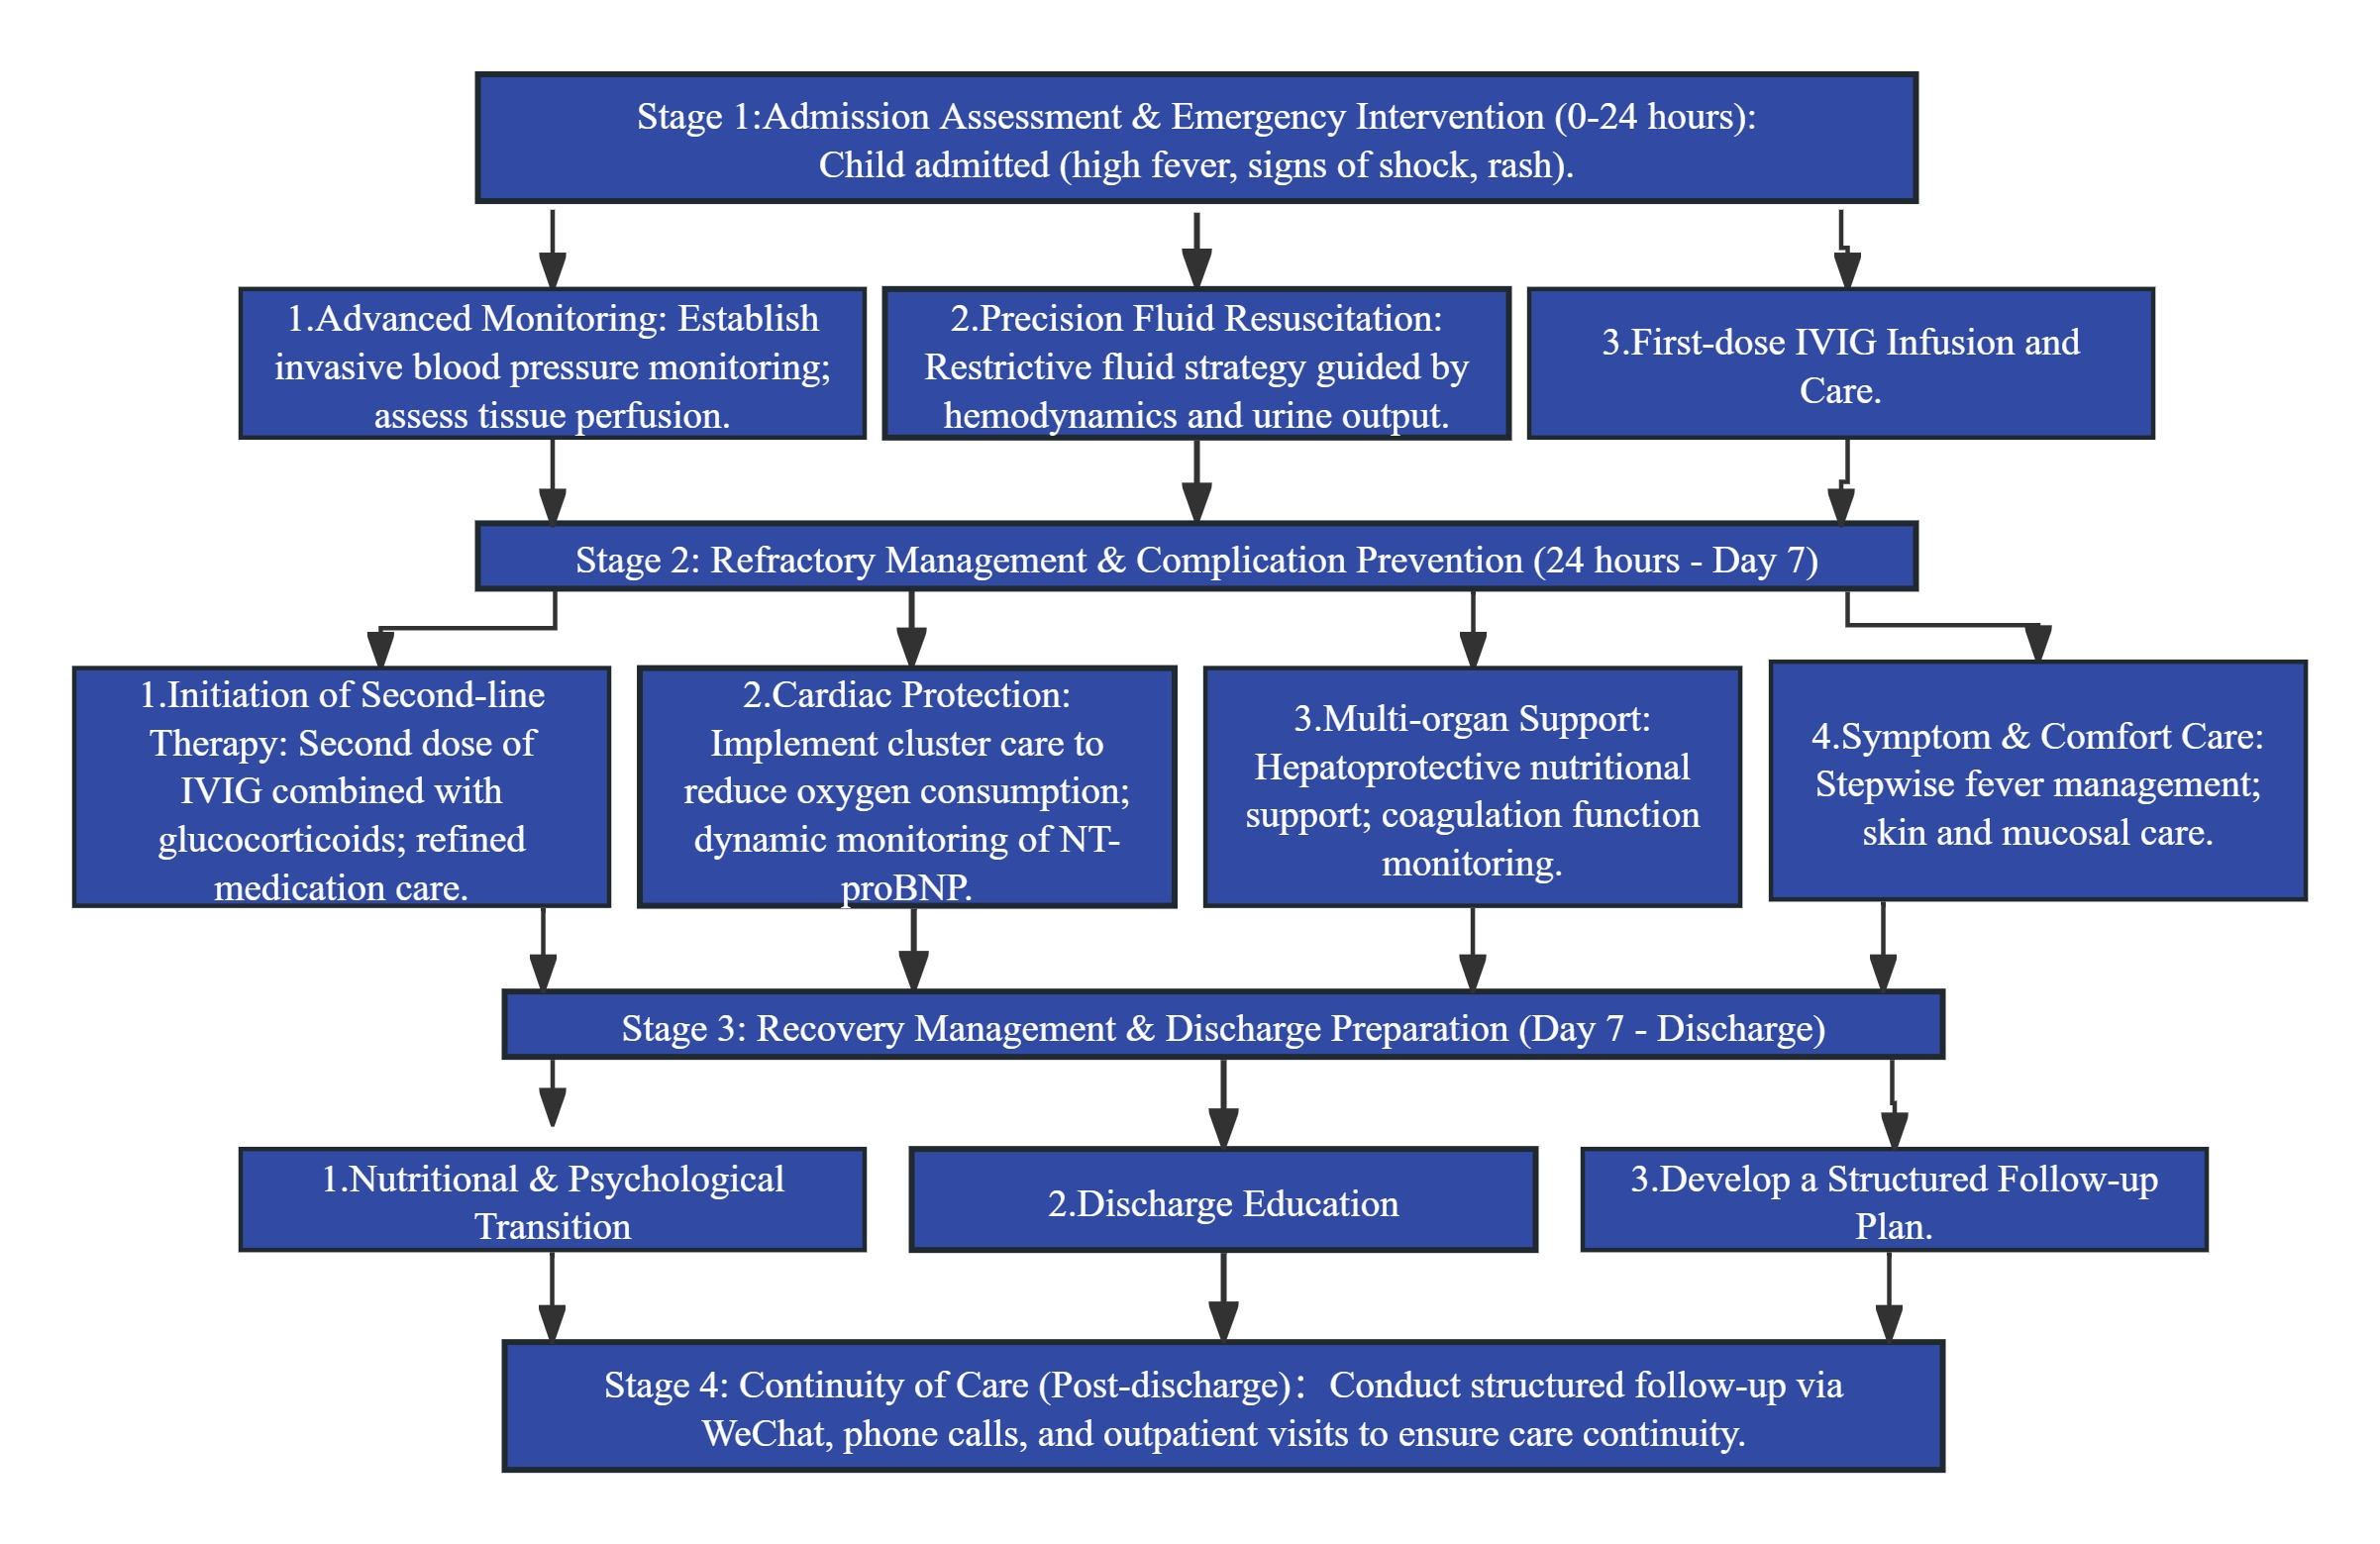 Stage 1:Admission Assessment & Emergency Intervention (0-24 hours):
Child admitted (high fever, signs of shock, rash).
1.Advanced Monitoring: Establish
invasive blood pressure monitoring;
assess tissue perfusion.
2.Precision Fluid Resuscitation:
Restrictive fluid strategy guided by
hemodynamics and urine output.
3.First-dose IVIG Infusion and
Care.
Stage 2: Refractory Management & Complication Prevention (24 hours - Day 7)
1.Initiation of Second-line
Therapy: Second dose of
IVIG combined with
glucocorticoids; refined
medication care.
2.Cardiac Protection:
Implement cluster care to
reduce oxygen consumption;
dynamic monitoring of NT-
proBNP.
3.Multi-organ Support:
Hepatoprotective nutritional
support; coagulation function
monitoring.
4.Symptom & Comfort Care:
Stepwise fever management;
skin and mucosal care.
Stage 3: Recovery Management & Discharge Preparation (Day 7 - Discharge)
1.Nutritional & Psychological
Transition
2.Discharge Education
3.Develop a Structured Follow-up
Plan.
Stage 4: Continuity of Care (Post-discharge)：Conduct structured follow-up via
WeChat, phone calls, and outpatient visits to ensure care continuity.